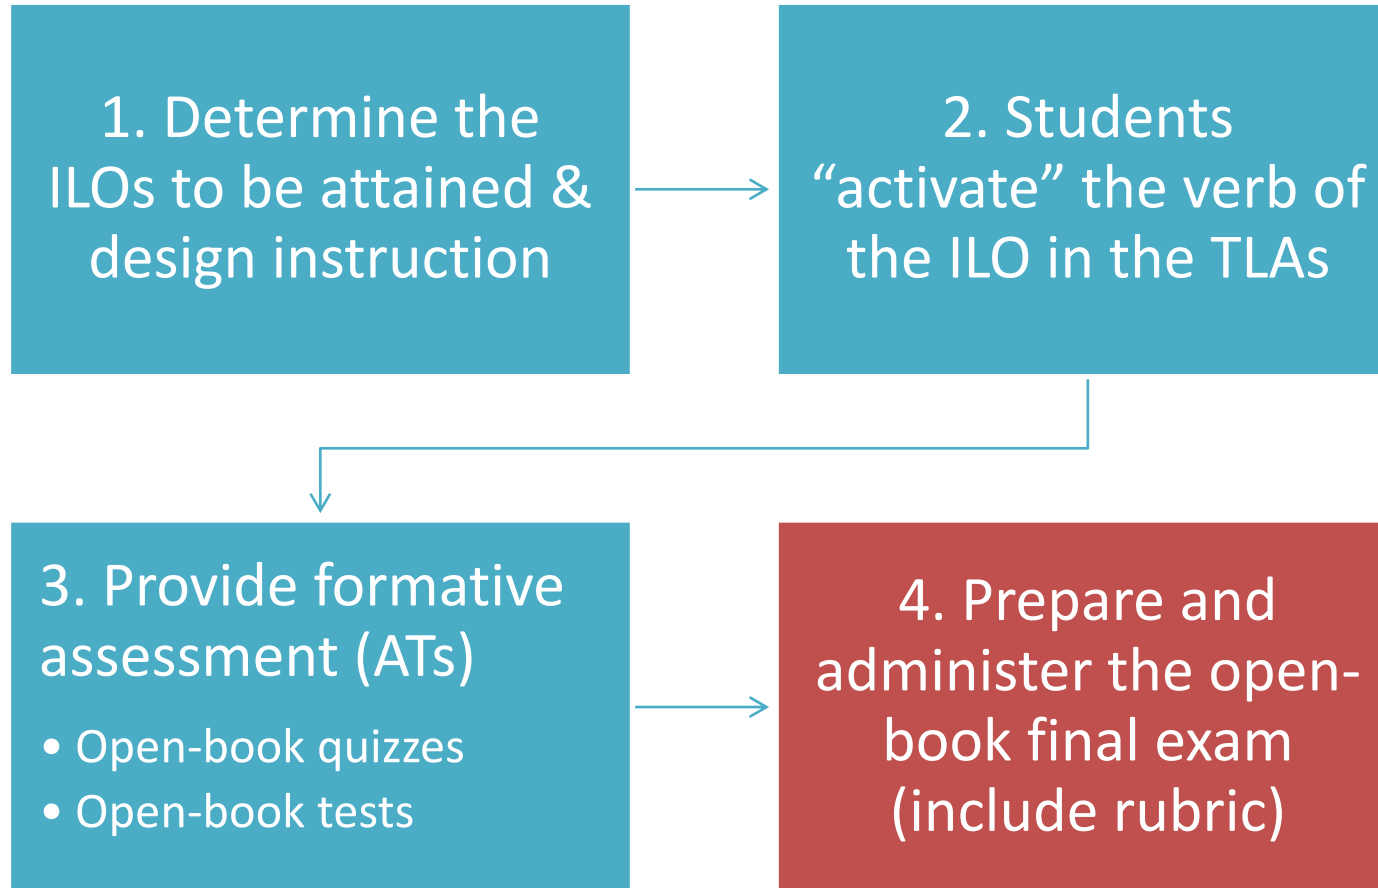 1. Determine the
ILOs to be attained &
design instruction
2. Students
“activate” the verb of
the ILO in the TLAs
3. Provide formative
assessment (ATs)
• Open-book quizzes
• Open-book tests
4. Prepare and
administer the open-
book final exam
(include rubric)